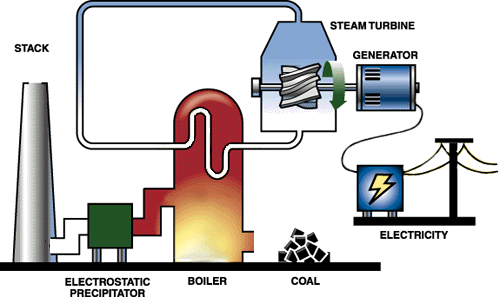 STEAM TURBINE
GENERATOR
STACK
ELECTRICITY
ELECTROSTATIC
PRECIPITATOR
BOILER
COAL